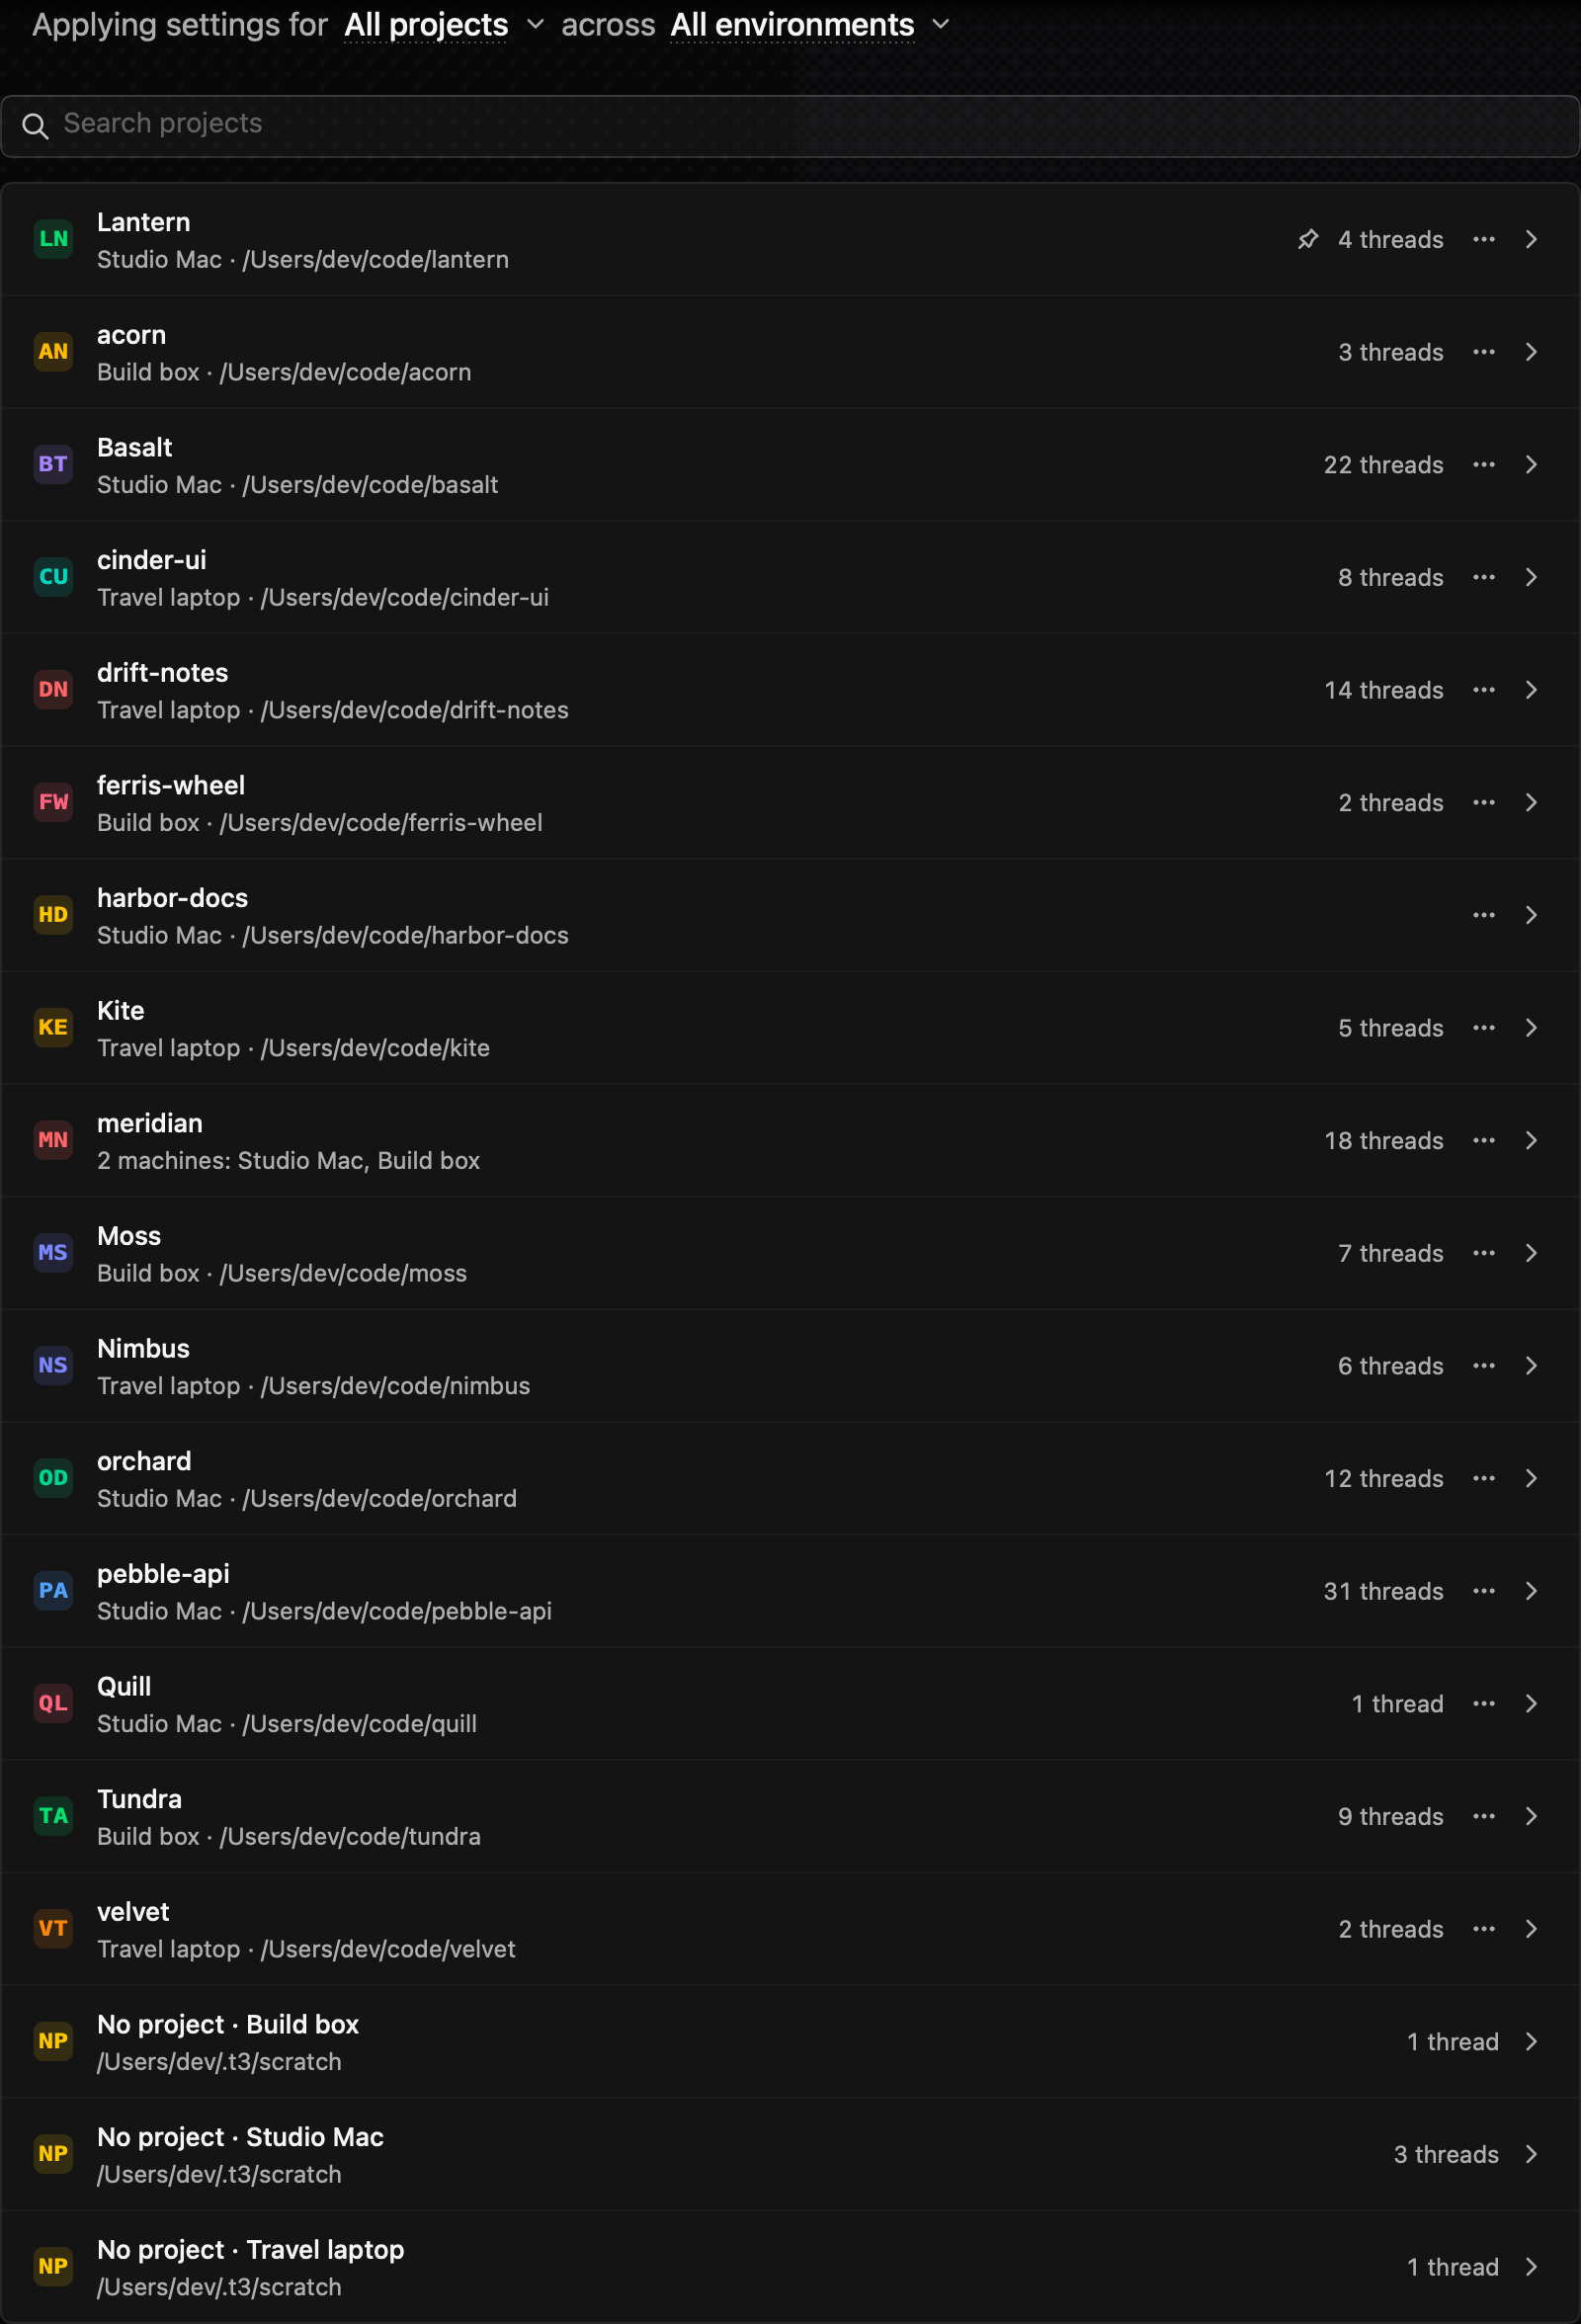 Applying settings for All projects across All environments
Search projects
LN Lantern
Studio Mac · /Users/dev/code/lantern
4 threads
AN acorn
Build box · /Users/dev/code/acorn
3 threads
BT Basalt
Studio Mac · /Users/dev/code/basalt
22 threads
CU cinder-ui
Travel laptop · /Users/dev/code/cinder-ui
8 threads
DN drift-notes
Travel laptop · /Users/dev/code/drift-notes
14 threads
FW ferris-wheel
Build box · /Users/dev/code/ferris-wheel
2 threads
HD harbor-docs
Studio Mac · /Users/dev/code/harbor-docs
KE Kite
Travel laptop · /Users/dev/code/kite
5 threads
MN meridian
2 machines: Studio Mac, Build box
18 threads
MS Moss
Build box · /Users/dev/code/moss
7 threads
NS Nimbus
Travel laptop · /Users/dev/code/nimbus
6 threads
OD orchard
Studio Mac · /Users/dev/code/orchard
12 threads
PA pebble-api
Studio Mac · /Users/dev/code/pebble-api
31 threads
QL Quill
Studio Mac · /Users/dev/code/quill
1 thread
TA Tundra
Build box · /Users/dev/code/tundra
9 threads
VT velvet
Travel laptop · /Users/dev/code/velvet
2 threads
NP No project · Build box
/Users/dev/.t3/scratch
1 thread
NP No project · Studio Mac
/Users/dev/.t3/scratch
3 threads
NP No project · Travel laptop
/Users/dev/.t3/scratch
1 thread